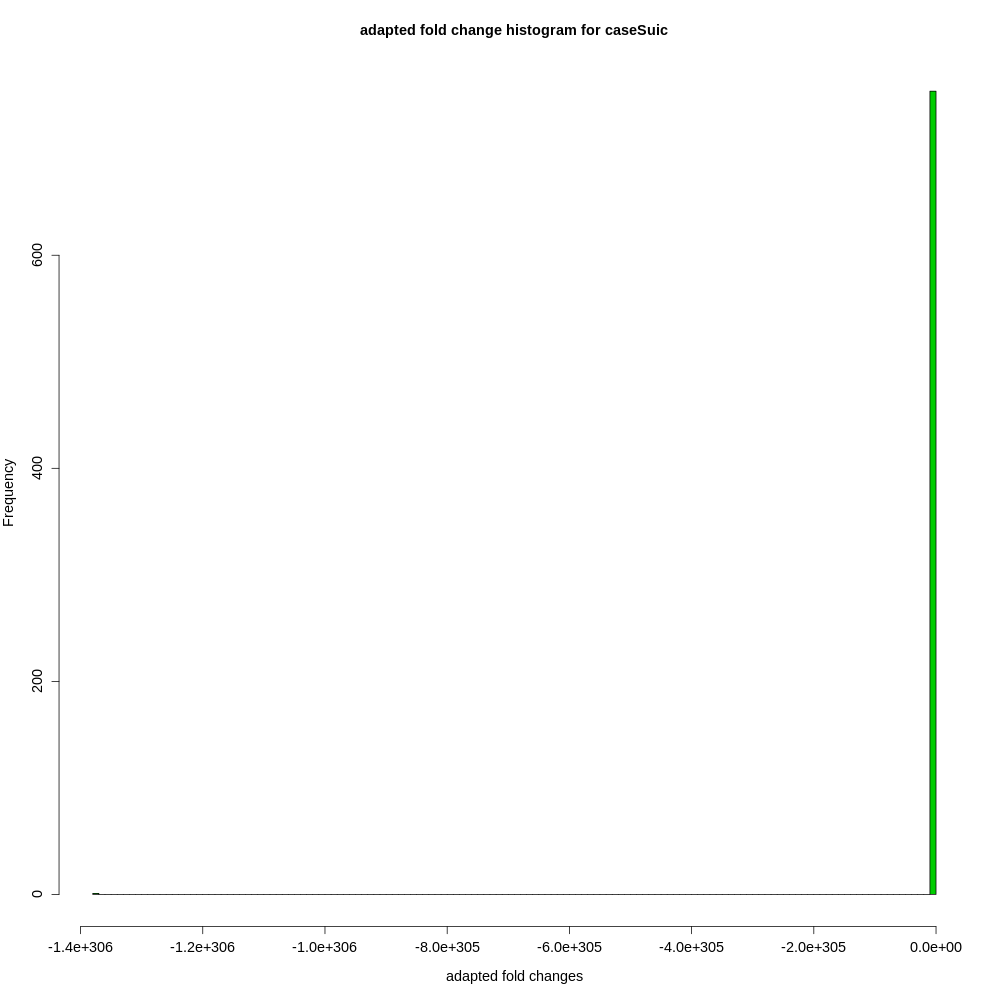 adapted fold change histogram for caseSuic
Frequency
600
400
200
0
-1.4e+306 -1.2e+306 -1.0e+306 -8.0e+305 -6.0e+305 -4.0e+305 -2.0e+305 0.0e+00
adapted fold changes